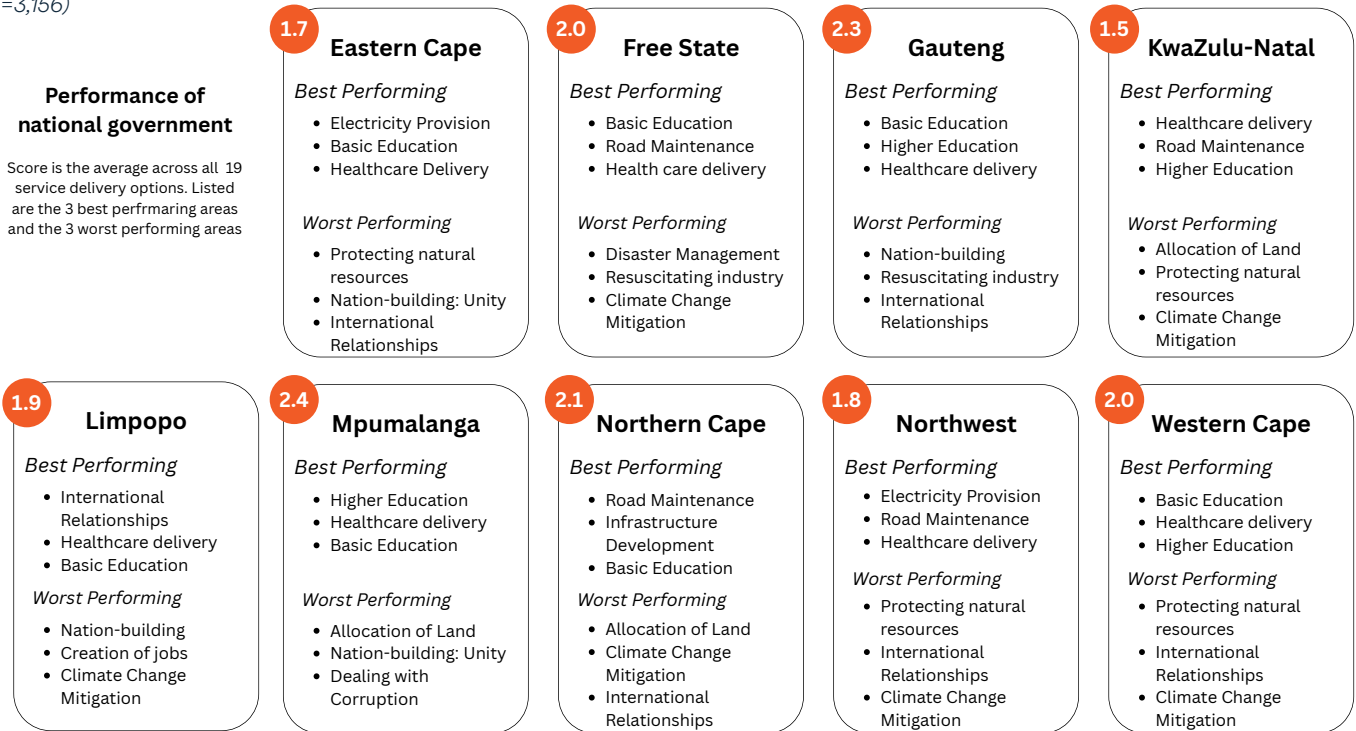 =3,156)
Performance of
national government
Score is the average across all 19
service delivery options. Listed
are the 3 best perfrmaring areas
and the 3 worst performing areas
1.7
Eastern Cape
Best Performing
• Electricity Provision
• Basic Education
• Healthcare Delivery
Worst Performing
• Protecting natural
resources
• Nation-building: Unity
• International
Relationships
2.0
Free State
Best Performing
• Basic Education
• Road Maintenance
• Health care delivery
Worst Performing
• Disaster Management
• Resuscitating industry
• Climate Change
Mitigation
2.3
Gauteng
Best Performing
• Basic Education
• Higher Education
• Healthcare delivery
Worst Performing
• Nation-building
• Resuscitating industry
• International
Relationships
1.5
KwaZulu-Natal
Best Performing
• Healthcare delivery
• Road Maintenance
• Higher Education
Worst Performing
• Allocation of Land
• Protecting natural
resources
• Climate Change
Mitigation
1.9
Limpopo
Best Performing
• International
Relationships
• Healthcare delivery
• Basic Education
Worst Performing
• Nation-building
• Creation of jobs
• Climate Change
Mitigation
2.4
Mpumalanga
Best Performing
• Higher Education
• Healthcare delivery
• Basic Education
Worst Performing
• Allocation of Land
• Nation-building: Unity
• Dealing with
Corruption
2.1
Northern Cape
Best Performing
• Road Maintenance
• Infrastructure
Development
• Basic Education
Worst Performing
• Allocation of Land
• Climate Change
Mitigation
• International
Relationships
1.8
Northwest
Best Performing
• Electricity Provision
• Road Maintenance
• Healthcare delivery
Worst Performing
• Protecting natural
resources
• International
Relationships
• Climate Change
Mitigation
2.0
Western Cape
Best Performing
• Basic Education
• Healthcare delivery
• Higher Education
Worst Performing
• Protecting natural
resources
• International
Relationships
• Climate Change
Mitigation